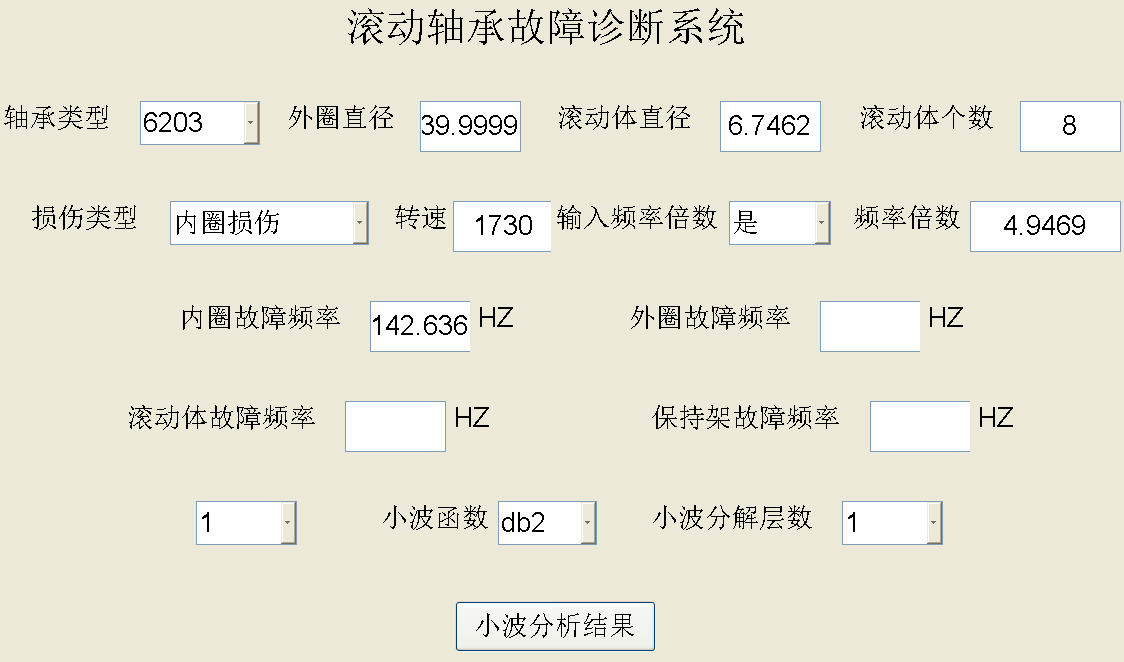 滚动轴承故障诊断系统
轴承类型 6203 外圈直径 39.9999 滚动体直径 6.7462 滚动体个数 8
损伤类型 内圈损伤 转速 1730 输入频率倍数 是 频率倍数 4.9469
内圈故障频率 142.636 HZ 外圈故障频率 HZ
滚动体故障频率 HZ 保持架故障频率 HZ
1 小波函数 db2 小波分解层数 1
小波分析结果